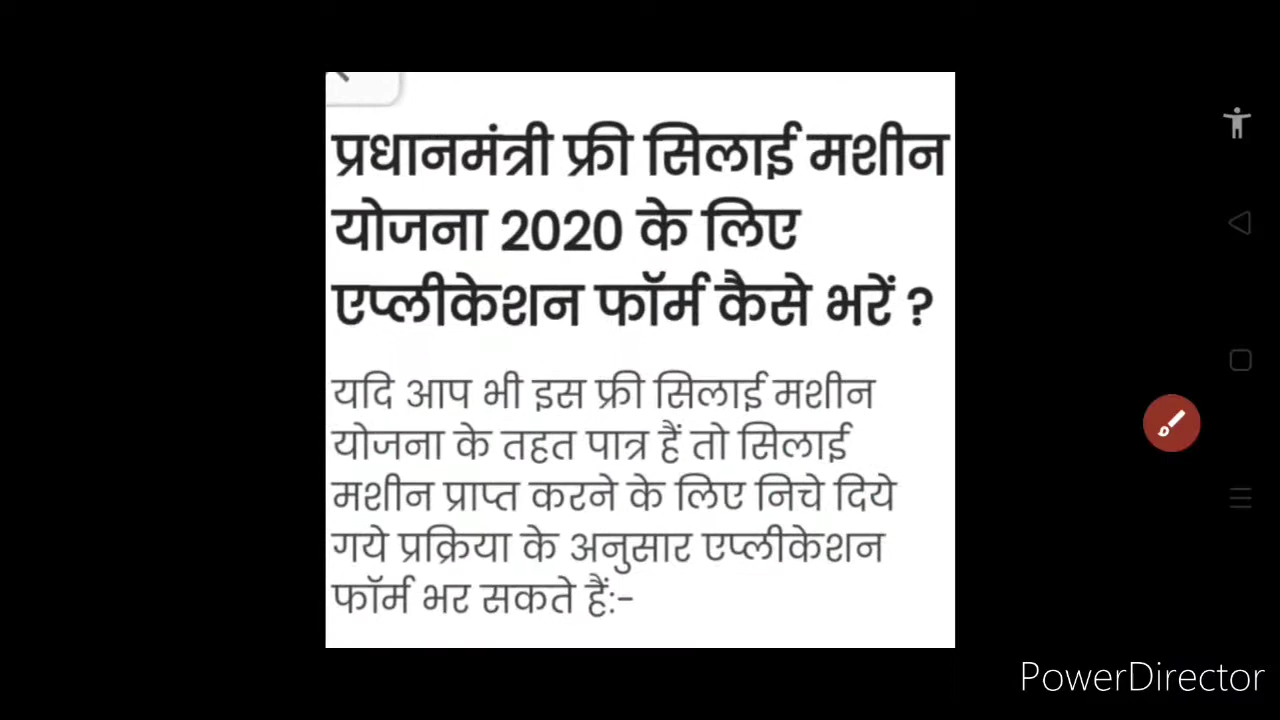 प्रधानमंत्री फ्री सिलाई मशीन
योजना 2020 के लिए
एप्लीकेशन फॉर्म कैसे भरें ?
यदि आप भी इस फ्री सिलाई मशीन
योजना के तहत पात्र हैं तो सिलाई
मशीन प्राप्त करने के लिए निचे दिये
गये प्रक्रिया के अनुसार एप्लीकेशन
फॉर्म भर सकते हैं:-
PowerDirector